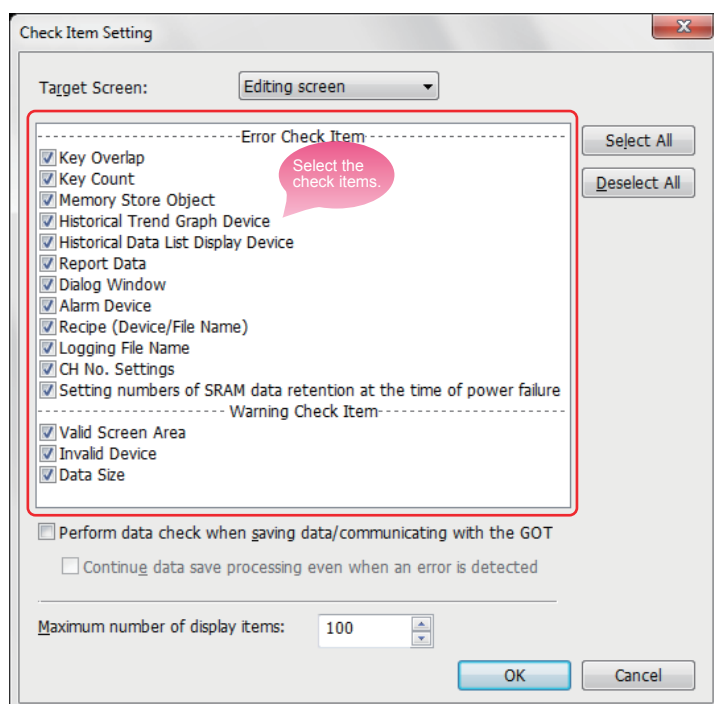 Check Item Setting
Target Screen: Editing screen
--------------------Error Check Item--------------------
Key Overlap
Key Count
Memory Store Object
Historical Trend Graph Device
Historical Data List Display Device
Report Data
Dialog Window
Alarm Device
Recipe (Device/File Name)
Logging File Name
CH No. Settings
Setting numbers of SRAM data retention at the time of power failure
--------------------Warning Check Item--------------------
Valid Screen Area
Invalid Device
Data Size
Select the
check items.
Select All
Deselect All
Perform data check when saving data/communicating with the GOT
Continue data save processing even when an error is detected
Maximum number of display items: 100
OK Cancel